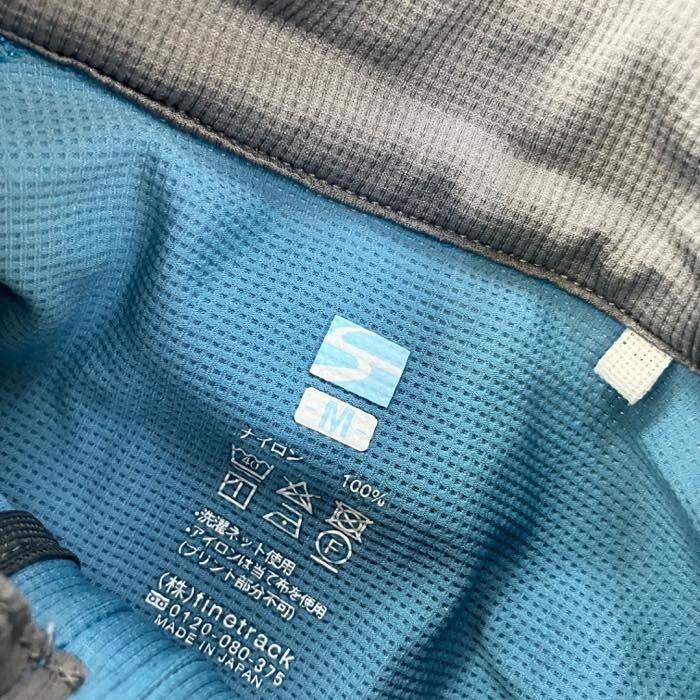 M
ナイロン 100%
40
F
・洗濯ネット使用
・アイロンは当て布を使用
(プリント部分不可)
(株)finetrack
0120-080-375
MADE IN JAPAN